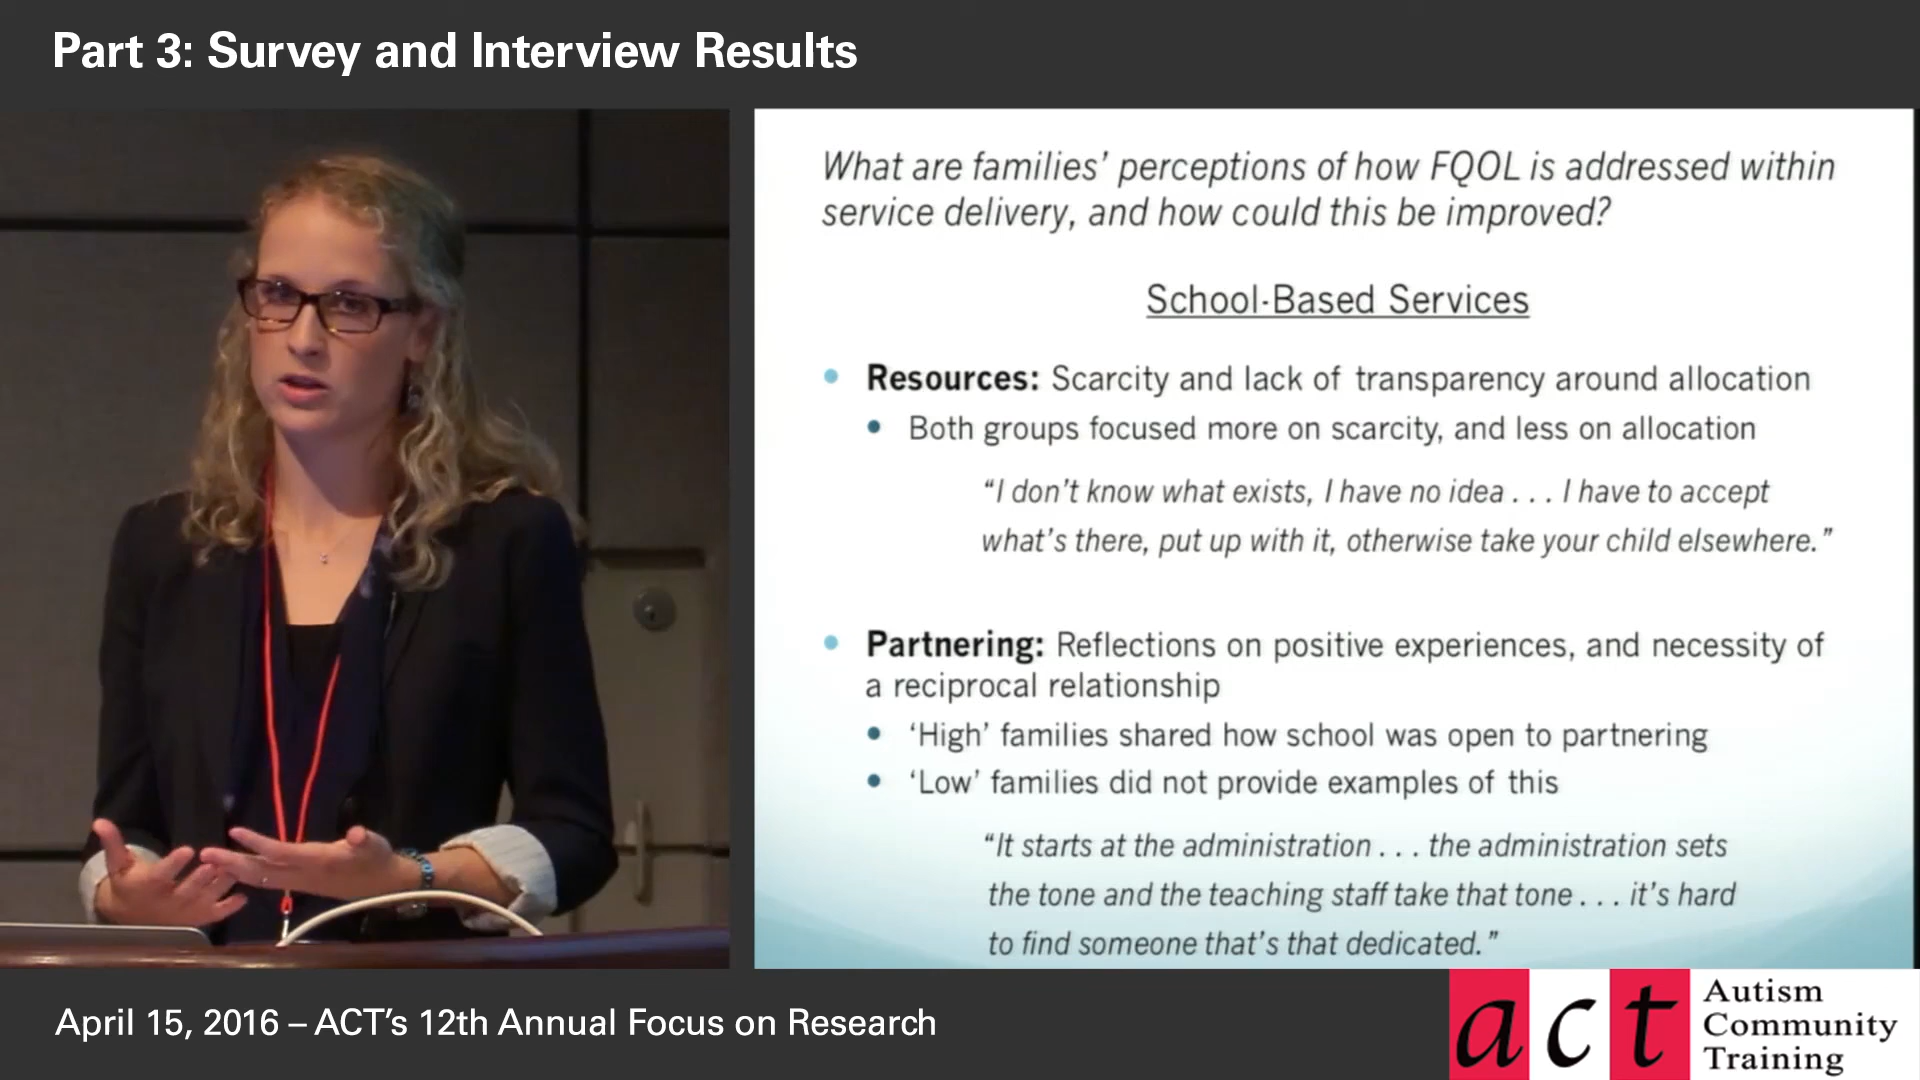 Part 3: Survey and Interview Results
What are families’ perceptions of how FQOL is addressed within
service delivery, and how could this be improved?
School-Based Services
• Resources: Scarcity and lack of transparency around allocation
• Both groups focused more on scarcity, and less on allocation
“I don’t know what exists, I have no idea . . . I have to accept
what’s there, put up with it, otherwise take your child elsewhere.”
• Partnering: Reflections on positive experiences, and necessity of
a reciprocal relationship
• ‘High’ families shared how school was open to partnering
• ‘Low’ families did not provide examples of this
“It starts at the administration . . . the administration sets
the tone and the teaching staff take that tone . . . it’s hard
to find someone that’s that dedicated.”
April 15, 2016 – ACT’s 12th Annual Focus on Research
act
Autism
Community
Training